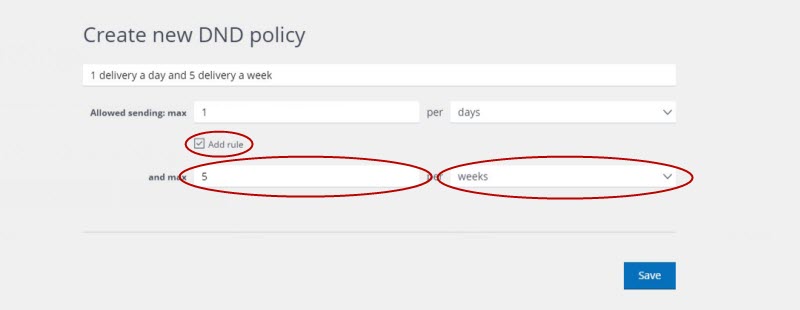 Create new DND policy
1 delivery a day and 5 delivery a week
Allowed sending: max 1 per days
Add rule
and max 5 per weeks
Save